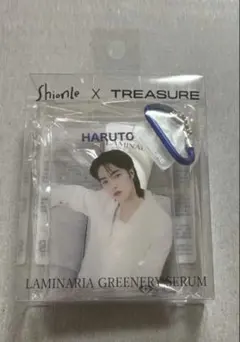 Shionle X TREASURE
HARUTO
LAMINARIA GREENERY SERUM